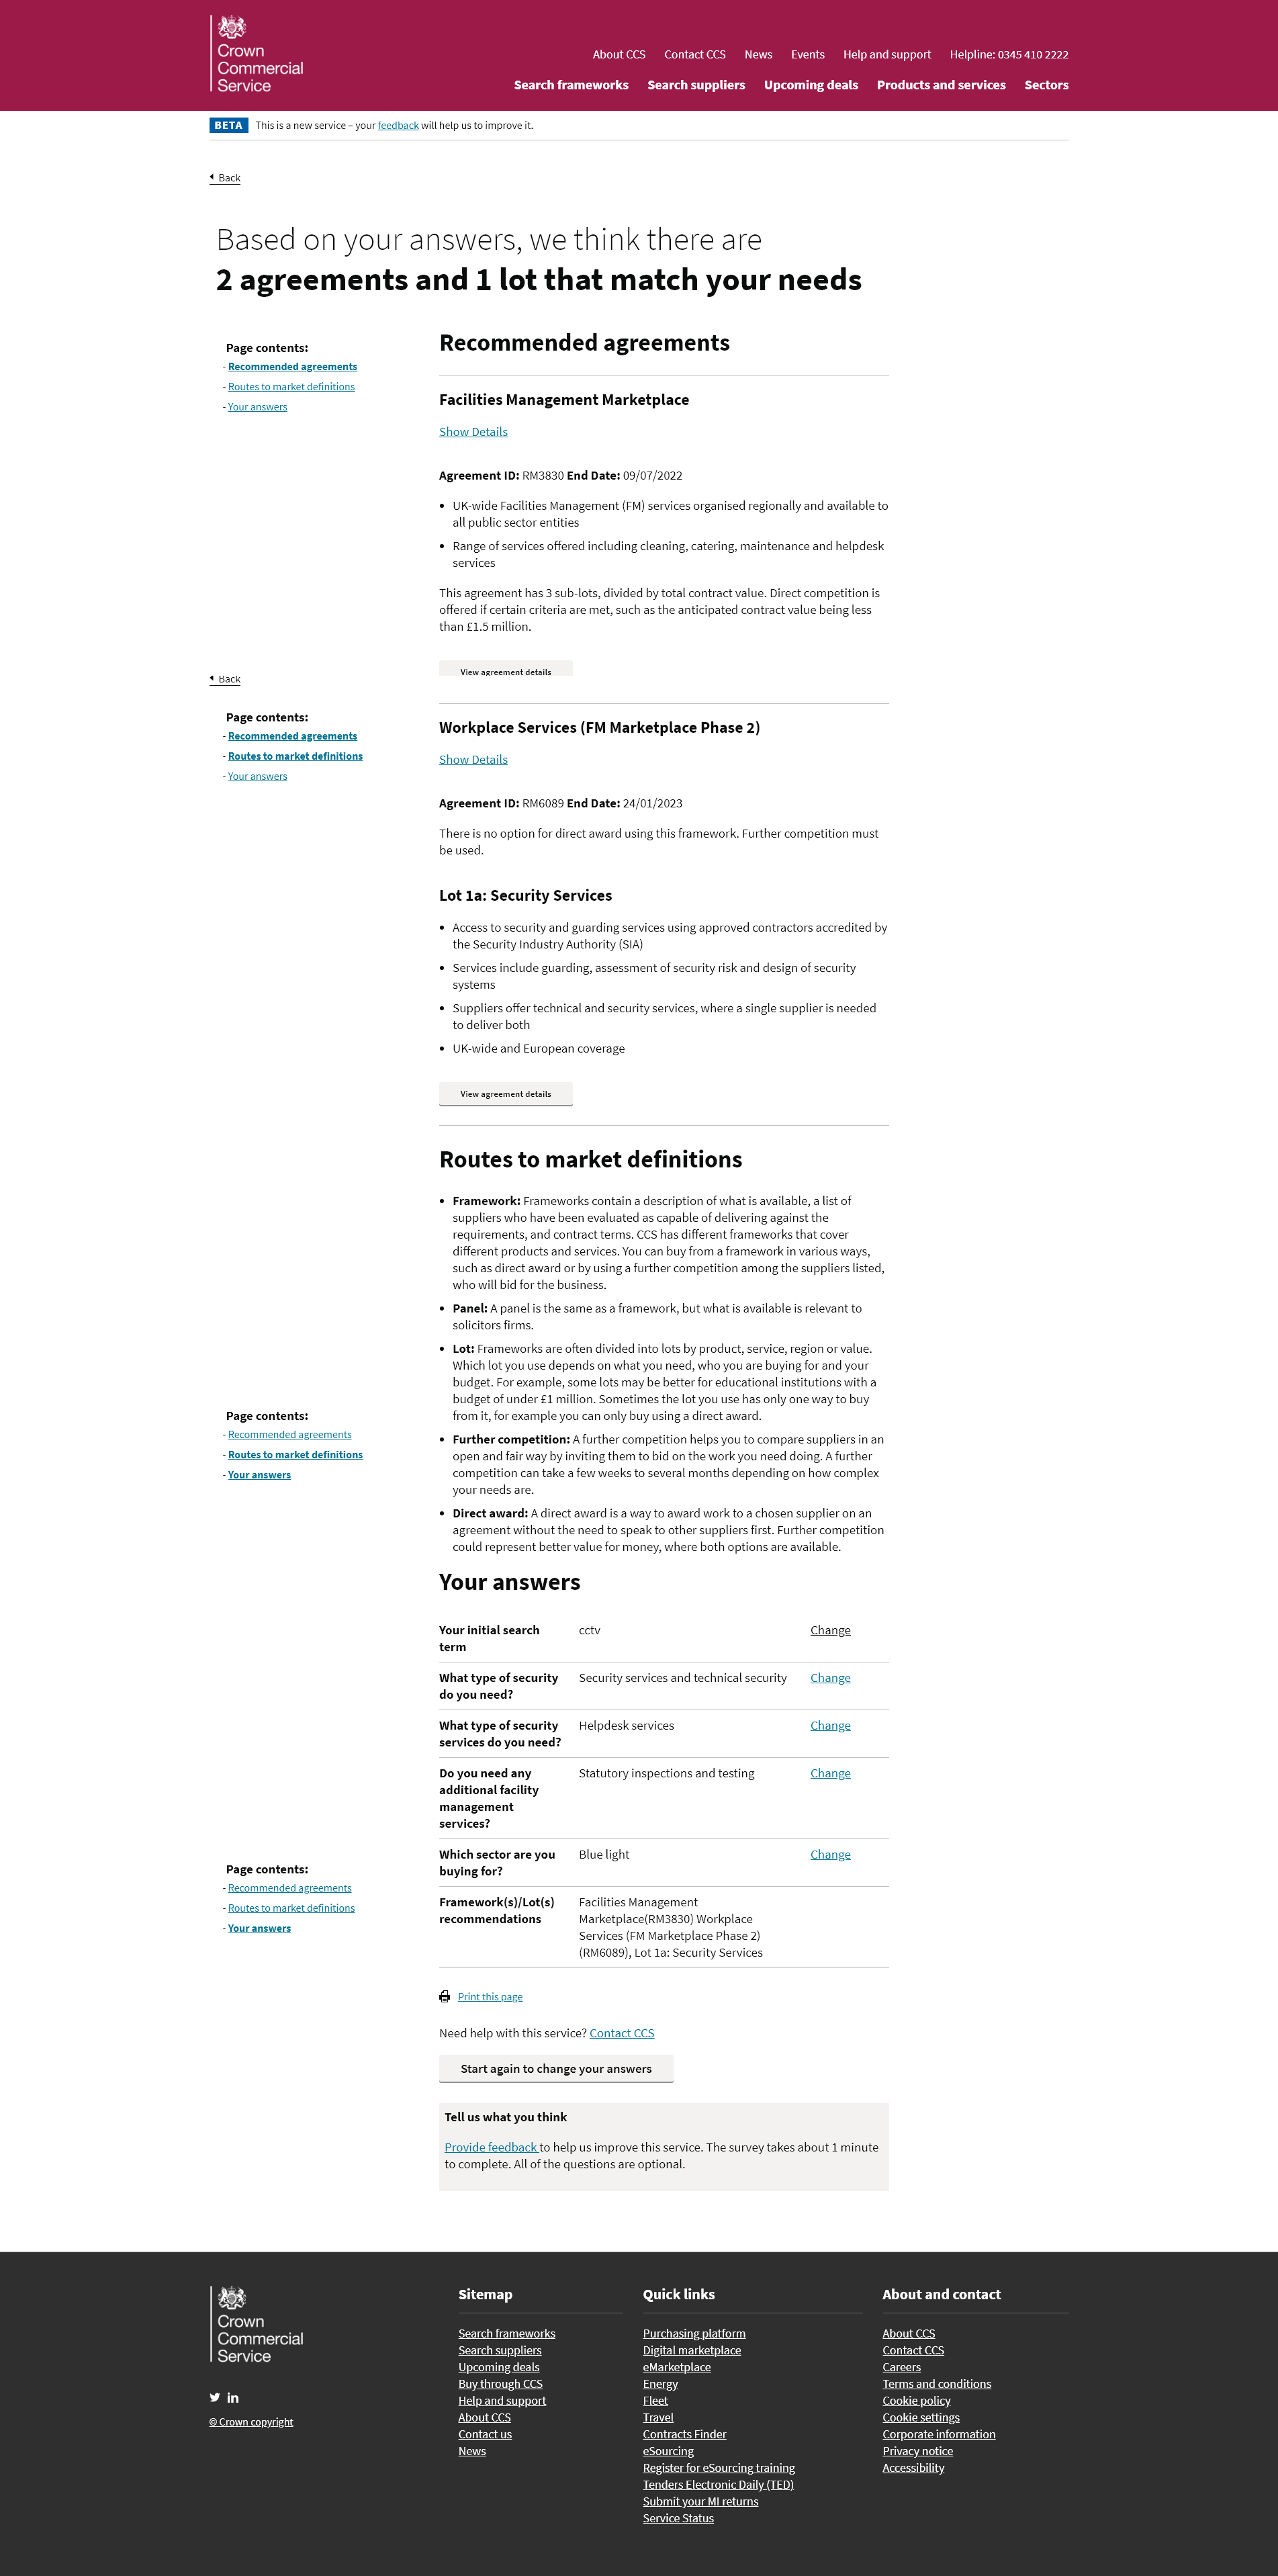 Crown
Commercial
Service
About CCS Contact CCS News Events Help and support Helpline: 0345 410 2222
Search frameworks Search suppliers Upcoming deals Products and services Sectors
BETA This is a new service – your feedback will help us to improve it.
Back
Based on your answers, we think there are
2 agreements and 1 lot that match your needs
Page contents:
- Recommended agreements
- Routes to market definitions
- Your answers
Recommended agreements
Facilities Management Marketplace
Show Details
Agreement ID: RM3830 End Date: 09/07/2022
• UK-wide Facilities Management (FM) services organised regionally and available to
all public sector entities
• Range of services offered including cleaning, catering, maintenance and helpdesk
services
This agreement has 3 sub-lots, divided by total contract value. Direct competition is
offered if certain criteria are met, such as the anticipated contract value being less
than £1.5 million.
View agreement details
Back
Page contents:
- Recommended agreements
- Routes to market definitions
- Your answers
Workplace Services (FM Marketplace Phase 2)
Show Details
Agreement ID: RM6089 End Date: 24/01/2023
There is no option for direct award using this framework. Further competition must
be used.
Lot 1a: Security Services
• Access to security and guarding services using approved contractors accredited by
the Security Industry Authority (SIA)
• Services include guarding, assessment of security risk and design of security
systems
• Suppliers offer technical and security services, where a single supplier is needed
to deliver both
• UK-wide and European coverage
View agreement details
Routes to market definitions
• Framework: Frameworks contain a description of what is available, a list of
suppliers who have been evaluated as capable of delivering against the
requirements, and contract terms. CCS has different frameworks that cover
different products and services. You can buy from a framework in various ways,
such as direct award or by using a further competition among the suppliers listed,
who will bid for the business.
• Panel: A panel is the same as a framework, but what is available is relevant to
solicitors firms.
• Lot: Frameworks are often divided into lots by product, service, region or value.
Which lot you use depends on what you need, who you are buying for and your
budget. For example, some lots may be better for educational institutions with a
budget of under £1 million. Sometimes the lot you use has only one way to buy
from it, for example you can only buy using a direct award.
• Further competition: A further competition helps you to compare suppliers in an
open and fair way by inviting them to bid on the work you need doing. A further
competition can take a few weeks to several months depending on how complex
your needs are.
• Direct award: A direct award is a way to award work to a chosen supplier on an
agreement without the need to speak to other suppliers first. Further competition
could represent better value for money, where both options are available.
Page contents:
- Recommended agreements
- Routes to market definitions
- Your answers
Your answers
Your initial search
term
cctv
Change
What type of security
do you need?
Security services and technical security
Change
What type of security
services do you need?
Helpdesk services
Change
Do you need any
additional facility
management
services?
Statutory inspections and testing
Change
Which sector are you
buying for?
Blue light
Change
Framework(s)/Lot(s)
recommendations
Facilities Management
Marketplace(RM3830) Workplace
Services (FM Marketplace Phase 2)
(RM6089), Lot 1a: Security Services
Page contents:
- Recommended agreements
- Routes to market definitions
- Your answers
Print this page
Need help with this service? Contact CCS
Start again to change your answers
Tell us what you think
Provide feedback to help us improve this service. The survey takes about 1 minute
to complete. All of the questions are optional.
Crown
Commercial
Service
© Crown copyright
Sitemap
Search frameworks
Search suppliers
Upcoming deals
Buy through CCS
Help and support
About CCS
Contact us
News
Quick links
Purchasing platform
Digital marketplace
eMarketplace
Energy
Fleet
Travel
Contracts Finder
eSourcing
Register for eSourcing training
Tenders Electronic Daily (TED)
Submit your MI returns
Service Status
About and contact
About CCS
Contact CCS
Careers
Terms and conditions
Cookie policy
Cookie settings
Corporate information
Privacy notice
Accessibility